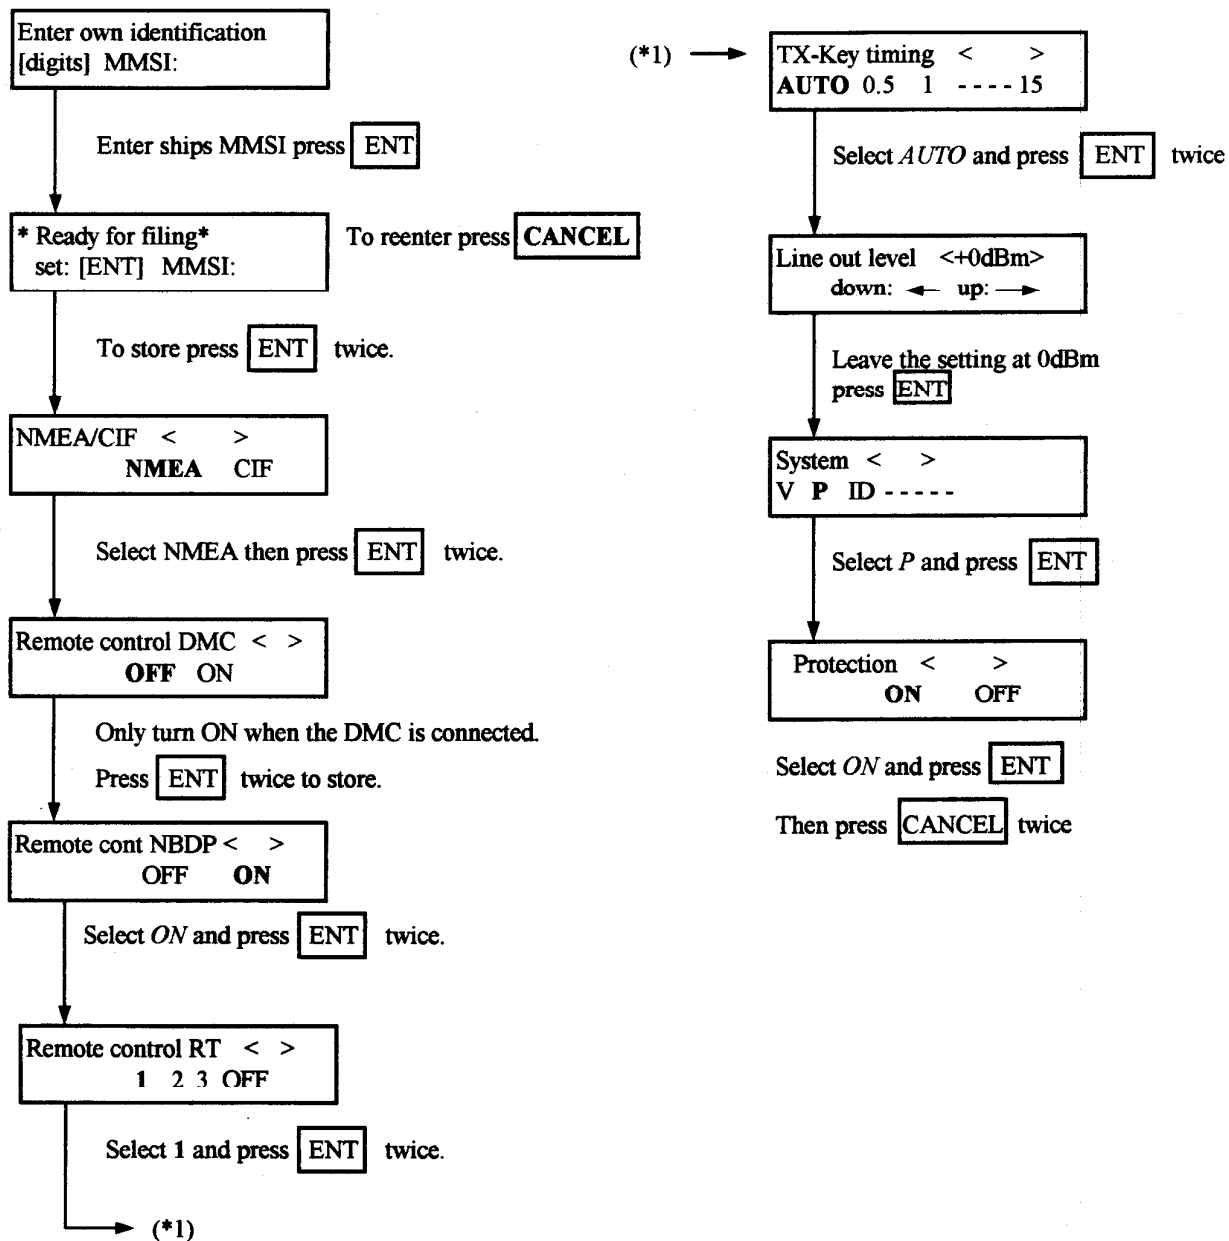 Enter own identification
[digits] MMSI:
Enter ships MMSI press ENT
* Ready for filing*
set: [ENT] MMSI:
To reenter press CANCEL
To store press ENT twice.
NMEA/CIF < >
NMEA CIF
Select NMEA then press ENT twice.
Remote control DMC < >
OFF ON
Only turn ON when the DMC is connected.
Press ENT twice to store.
Remote cont NBDP < >
OFF ON
Select ON and press ENT twice.
Remote control RT < >
1 2 3 OFF
Select 1 and press ENT twice.
(*1)
(*1)
TX-Key timing < >
AUTO 0.5 1 - - - - 15
Select AUTO and press ENT twice
Line out level <+0dBm>
down: ← up: →
Leave the setting at 0dBm
press ENT
System < >
V P ID - - - - -
Select P and press ENT
Protection < >
ON OFF
Select ON and press ENT
Then press CANCEL twice